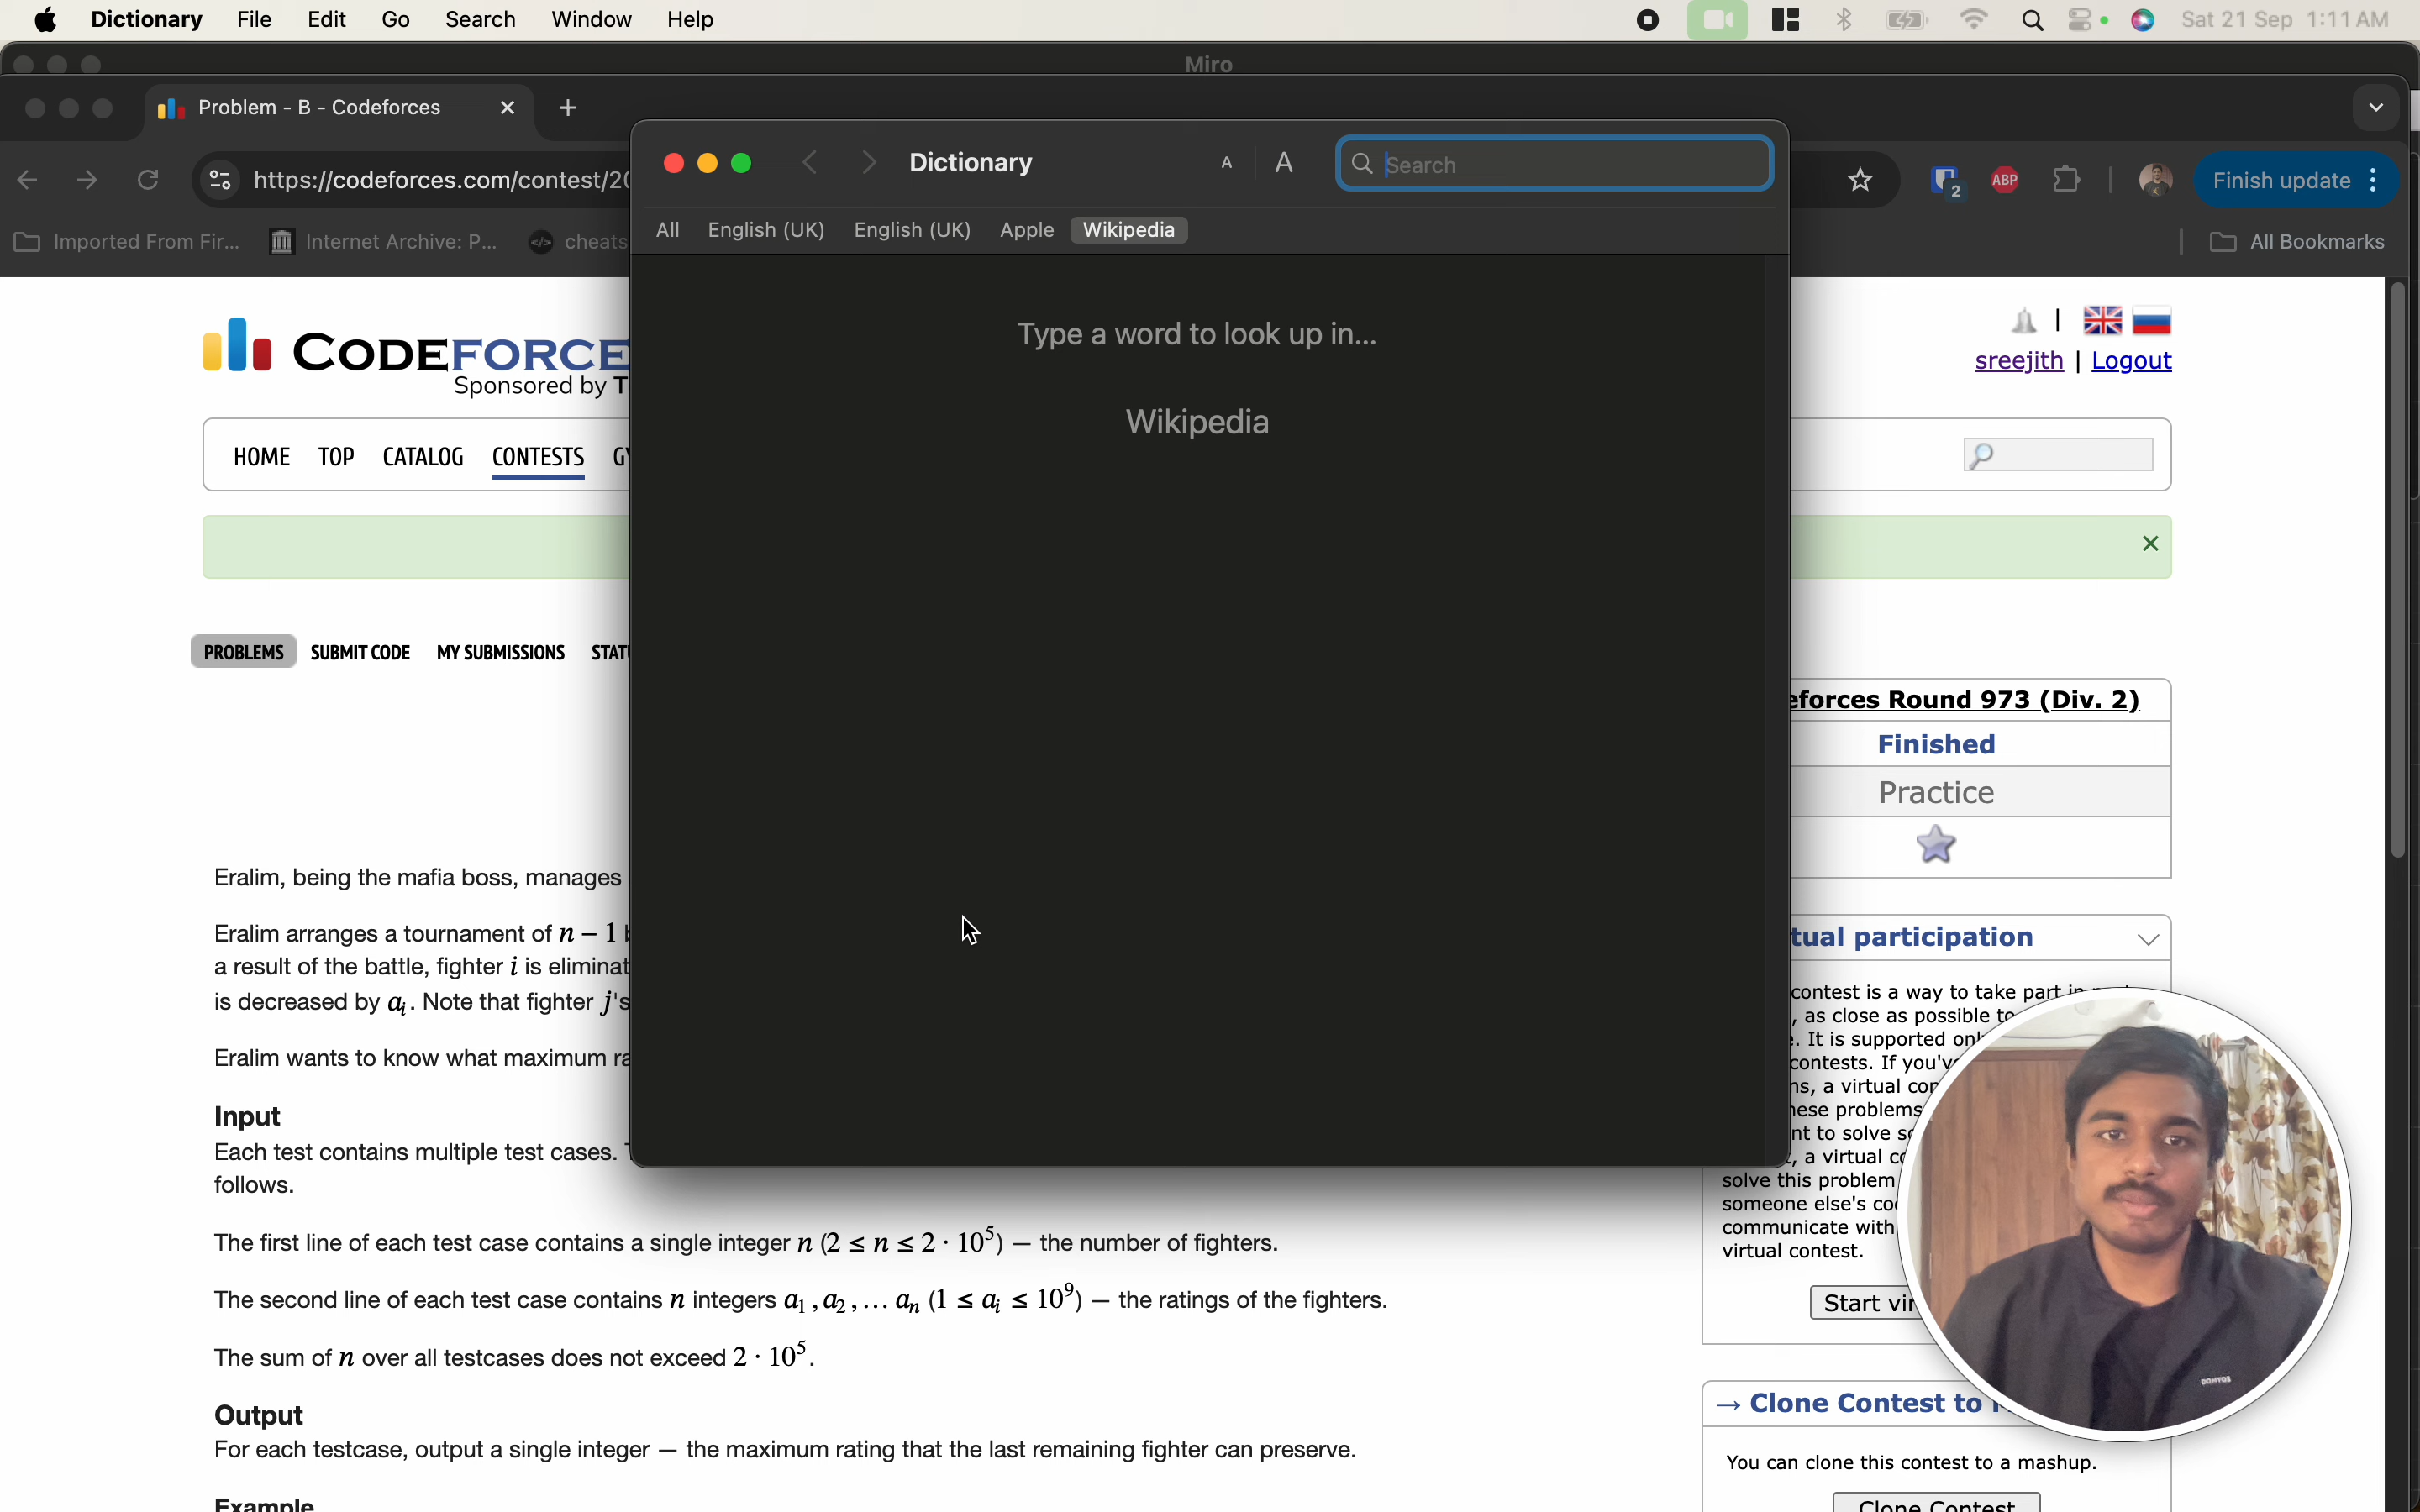 Dictionary File Edit Go Search Window Help
Sat 21 Sep 1:11 AM
Miro
Problem - B - Codeforces
https://codeforces.com/contest/20
2
ABP
Finish update
Imported From Fir...
Internet Archive: P...
cheats
All Bookmarks
Dictionary
A
A
Search
All English (UK) English (UK) Apple Wikipedia
Type a word to look up in...
Wikipedia
CODEFORCE
Sponsored by T
sreejith | Logout
HOME TOP CATALOG CONTESTS
PROBLEMS SUBMIT CODE MY SUBMISSIONS STATU
eforces Round 973 (Div. 2)
Finished
Practice
Eralim, being the mafia boss, manages
Eralim arranges a tournament of n − 1 b
a result of the battle, fighter i is eliminat
is decreased by aᵢ. Note that fighter j's
Eralim wants to know what maximum ra
Input
Each test contains multiple test cases. T
follows.
The first line of each test case contains a single integer n (2 ≤ n ≤ 2 · 10⁵) — the number of fighters.
The second line of each test case contains n integers a₁, a₂, … aₙ (1 ≤ aᵢ ≤ 10⁹) — the ratings of the fighters.
The sum of n over all testcases does not exceed 2 · 10⁵.
Output
For each testcase, output a single integer — the maximum rating that the last remaining fighter can preserve.
Example
tual participation
contest is a way to take part in
, as close as possible to
. It is supported onl
contests. If you'v
ns, a virtual con
hese problems
nt to solve so
, a virtual co
solve this problem
someone else's co
communicate with
virtual contest.
Start vir
→ Clone Contest to
You can clone this contest to a mashup.
Clone Contest
DOMYOS